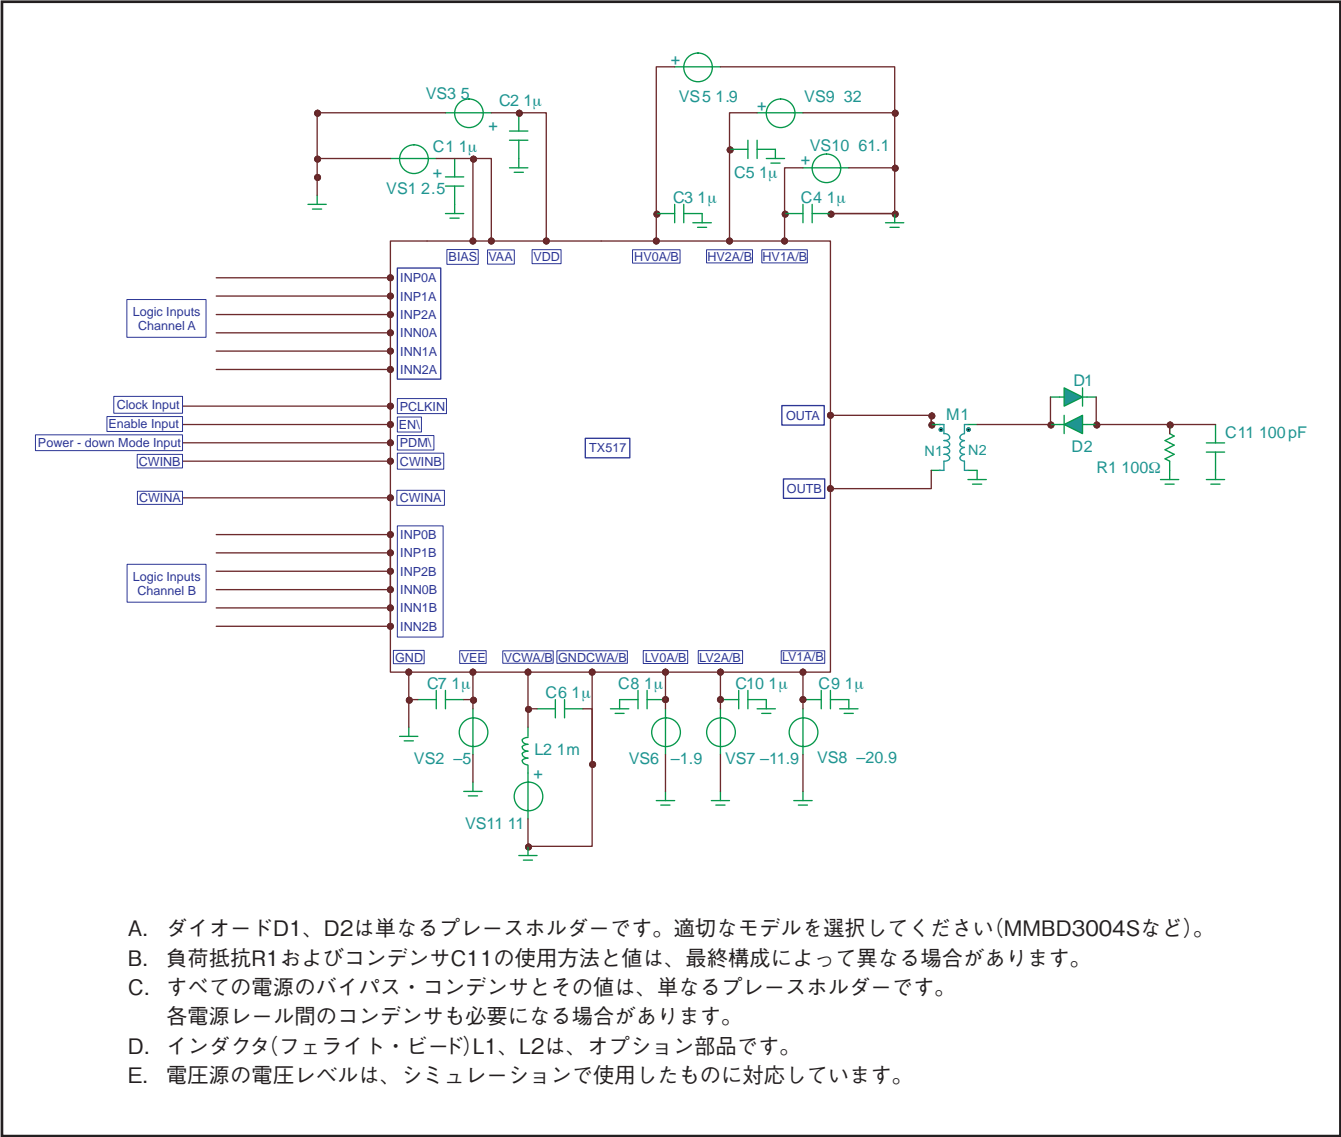 VS3 5
C2 1µ
+
C1 1µ
+
VS1 2.5
+
VS5 1.9
+
VS9 32
VS10 61.1
+
C5 1µ
C3 1µ
C4 1µ
BIAS
VAA
VDD
HV0A/B
HV2A/B
HV1A/B
Logic Inputs
Channel A
INP0A
INP1A
INP2A
INN0A
INN1A
INN2A
Clock Input
PCLKIN
Enable Input
EN\
Power - down Mode Input
PDM\
CWINB
CWINB
CWINA
CWINA
TX517
OUTA
OUTB
M1
N1
N2
D1
D2
R1 100Ω
C11 100pF
Logic Inputs
Channel B
INP0B
INP1B
INP2B
INN0B
INN1B
INN2B
GND
VEE
VCWA/B
GNDCWA/B
LV0A/B
LV2A/B
LV1A/B
C7 1µ
C6 1µ
C8 1µ
C10 1µ
C9 1µ
VS2 –5
L2 1m
+
VS11 11
VS6 –1.9
VS7 –11.9
VS8 –20.9
A. ダイオードD1、D2は単なるプレースホルダーです。適切なモデルを選択してください(MMBD3004Sなど)。
B. 負荷抵抗R1およびコンデンサC11の使用方法と値は、最終構成によって異なる場合があります。
C. すべての電源のバイパス・コンデンサとその値は、単なるプレースホルダーです。
各電源レール間のコンデンサも必要になる場合があります。
D. インダクタ(フェライト・ビード)L1、L2は、オプション部品です。
E. 電圧源の電圧レベルは、シミュレーションで使用したものに対応しています。